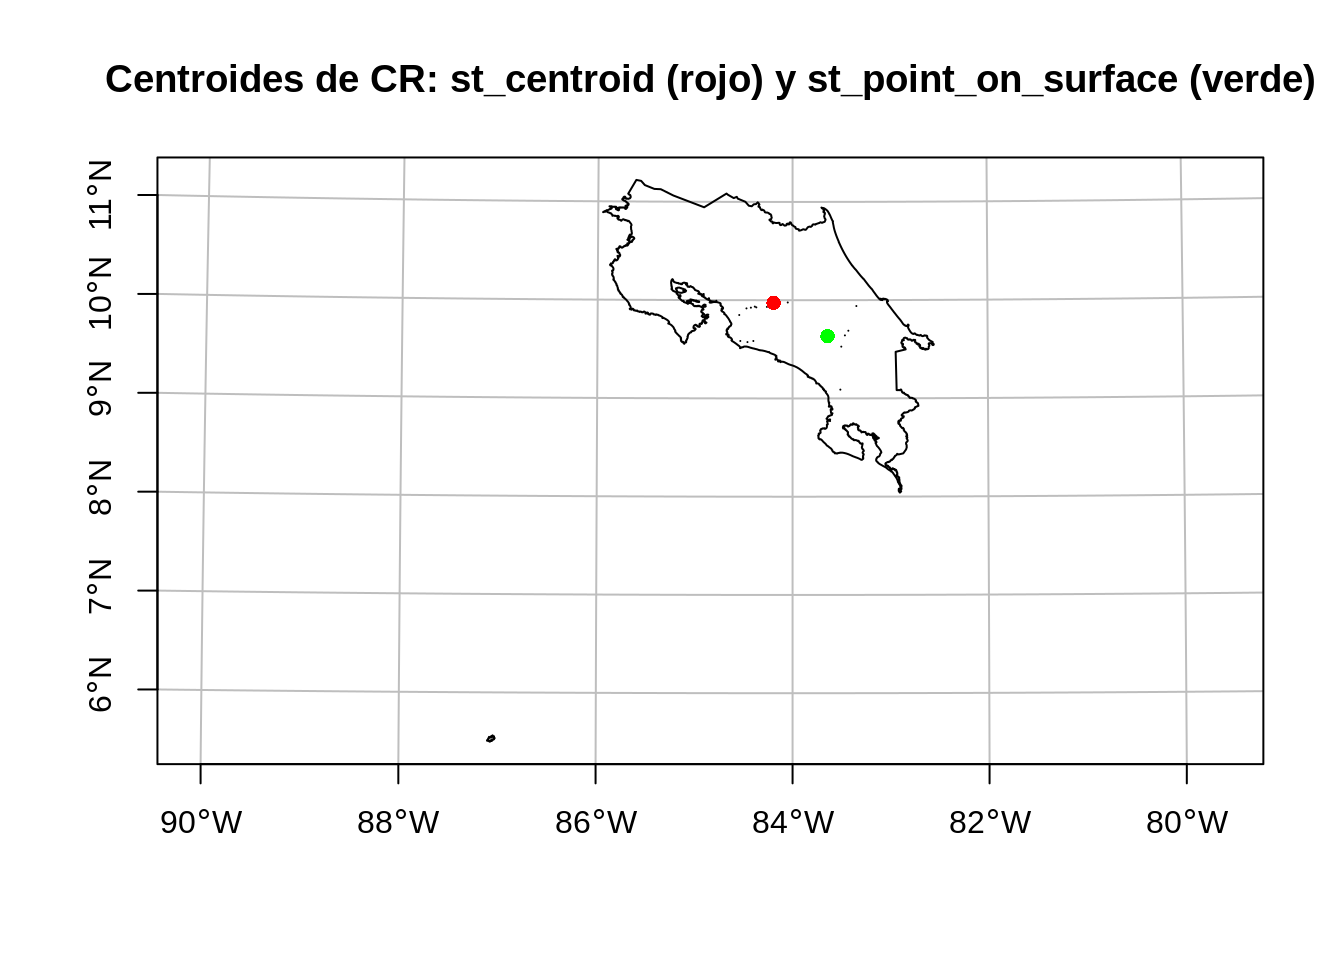 Centroides de CR: st_centroid (rojo) y st_point_on_surface (verde)
11°N
10°N
9°N
8°N
7°N
6°N
90°W 88°W 86°W 84°W 82°W 80°W